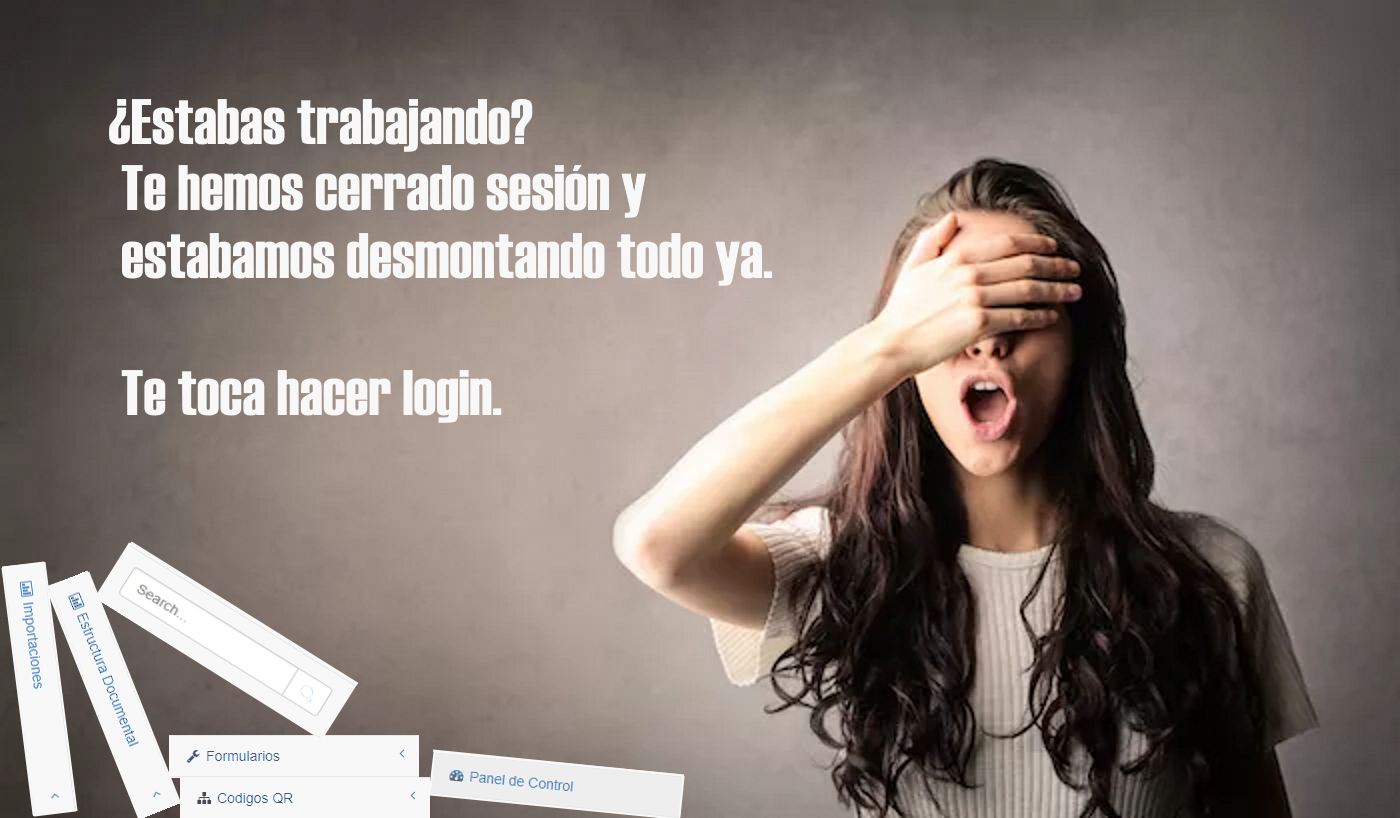 ¿Estabas trabajando?
Te hemos cerrado sesión y
estabamos desmontando todo ya.
Te toca hacer login.
Importaciones
Estructura Documental
Search...
Formularios
Codigos QR
Panel de Control